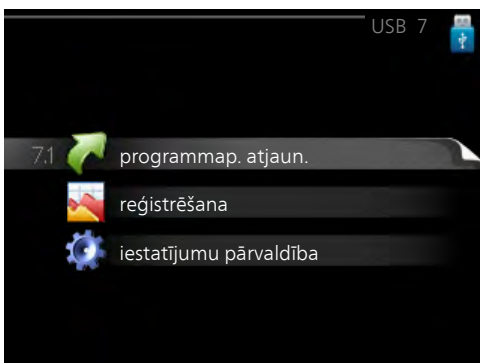 USB 7
7.1 programmap. atjaun.
reģistrēšana
iestatījumu pārvaldība